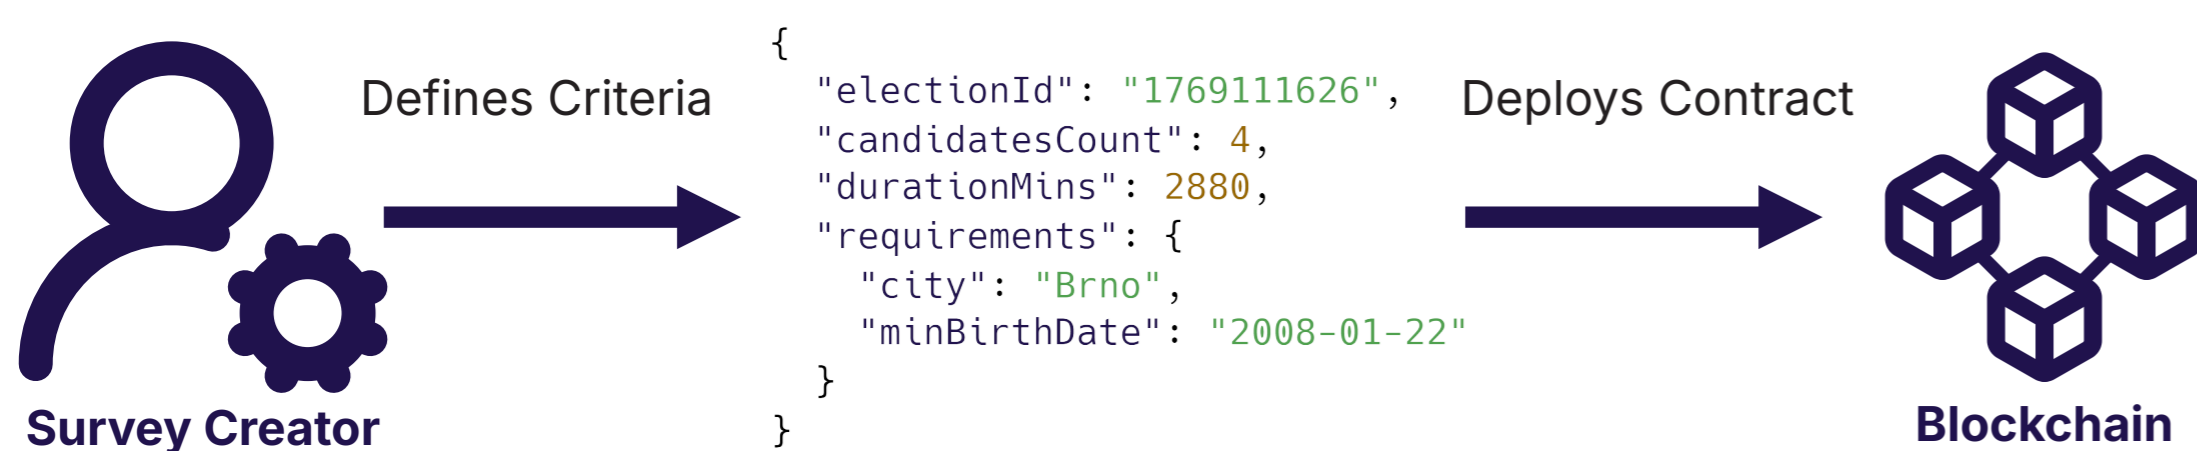 Defines Criteria
{
  "electionId": "1769111626",
  "candidatesCount": 4,
  "durationMins": 2880,
  "requirements": {
    "city": "Brno",
    "minBirthDate": "2008-01-22"
  }
}
Deploys Contract
Survey Creator
Blockchain